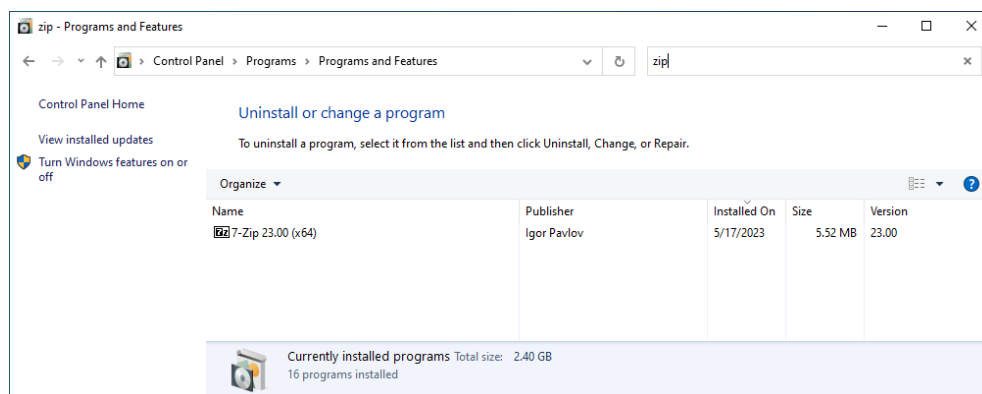 zip - Programs and Features
Control Panel > Programs > Programs and Features
zip
Control Panel Home
View installed updates
Turn Windows features on or
off
Uninstall or change a program
To uninstall a program, select it from the list and then click Uninstall, Change, or Repair.
Organize
Name Publisher Installed On Size Version
7-Zip 23.00 (x64) Igor Pavlov 5/17/2023 5.52 MB 23.00
Currently installed programs Total size: 2.40 GB
16 programs installed